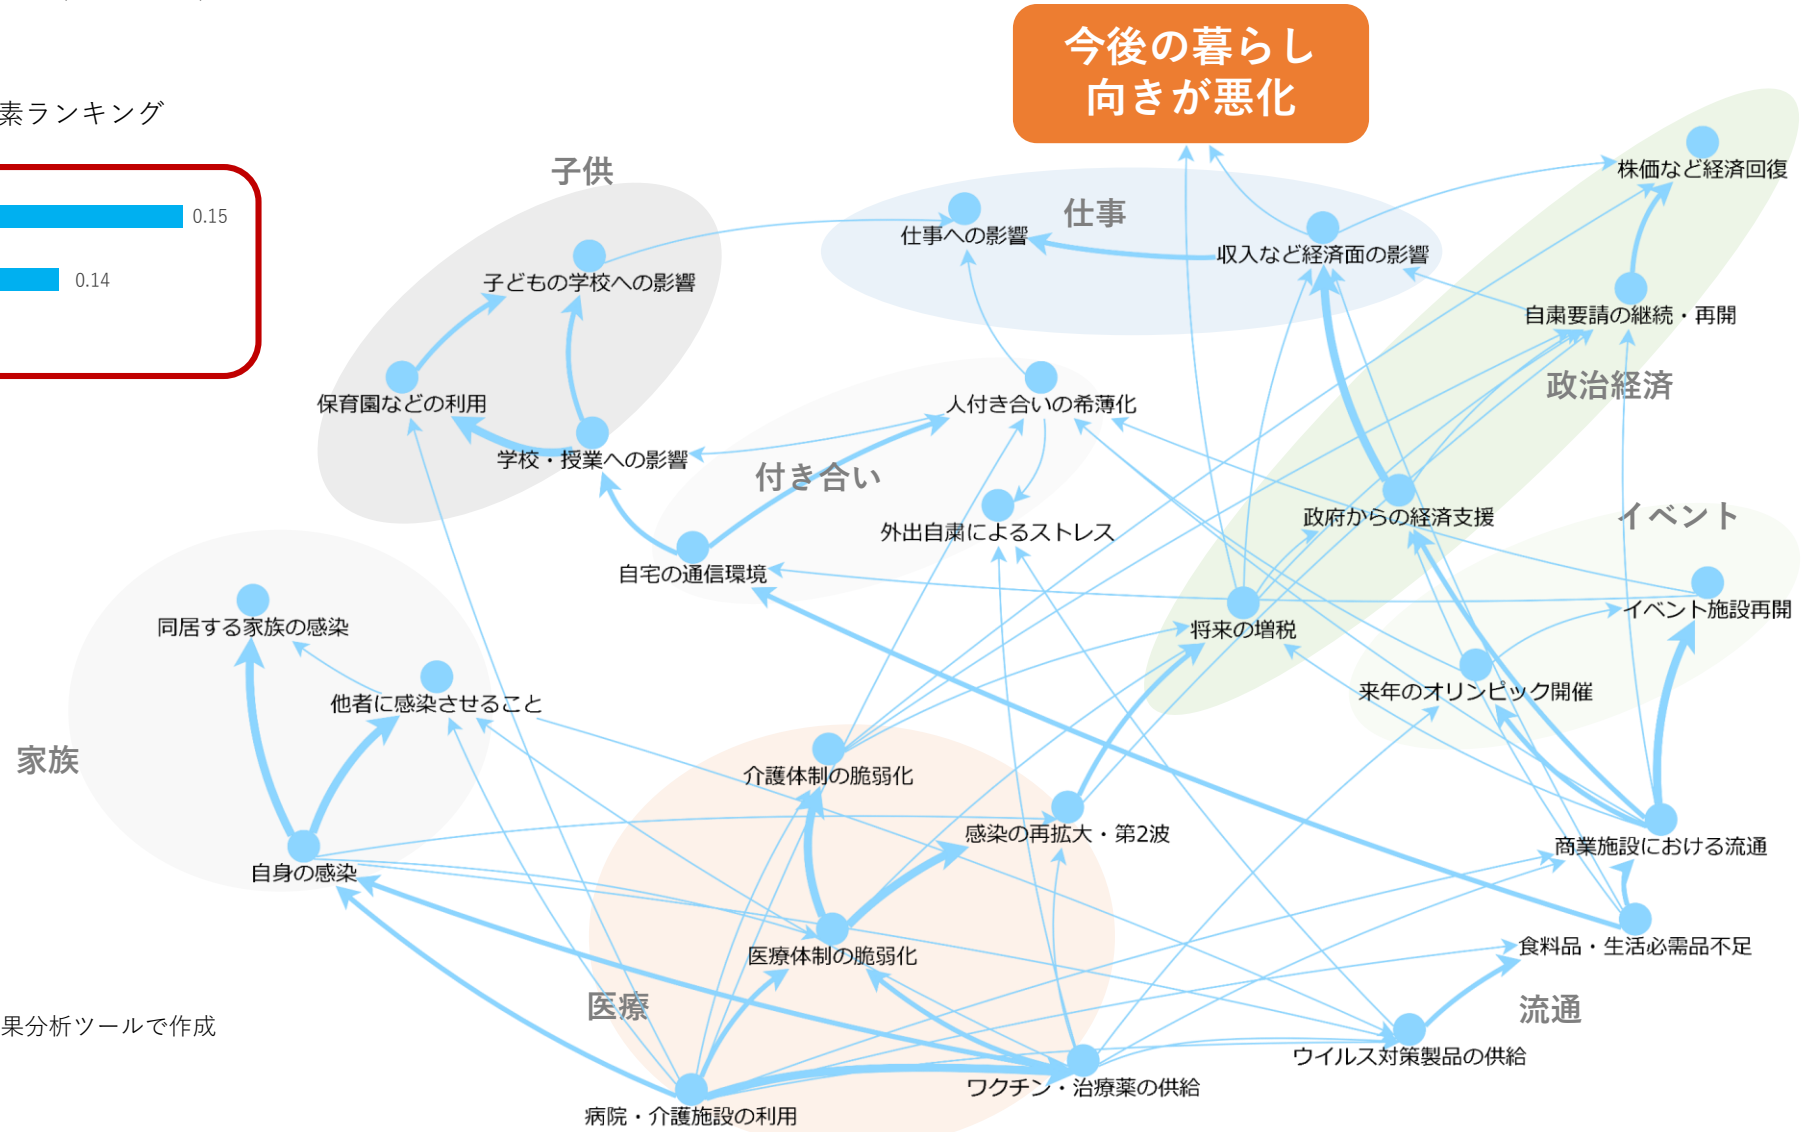 今後の暮らし
向きが悪化
素ランキング
0.15
0.14
子供
仕事
株価など経済回復
仕事への影響
収入など経済面の影響
子どもの学校への影響
自粛要請の継続・再開
政治経済
保育園などの利用
人付き合いの希薄化
学校・授業への影響
付き合い
外出自粛によるストレス
政府からの経済支援
イベント
自宅の通信環境
同居する家族の感染
将来の増税
イベント施設再開
他者に感染させること
来年のオリンピック開催
家族
介護体制の脆弱化
感染の再拡大・第2波
商業施設における流通
自身の感染
医療体制の脆弱化
食料品・生活必需品不足
医療
流通
果分析ツールで作成
ウイルス対策製品の供給
ワクチン・治療薬の供給
病院・介護施設の利用